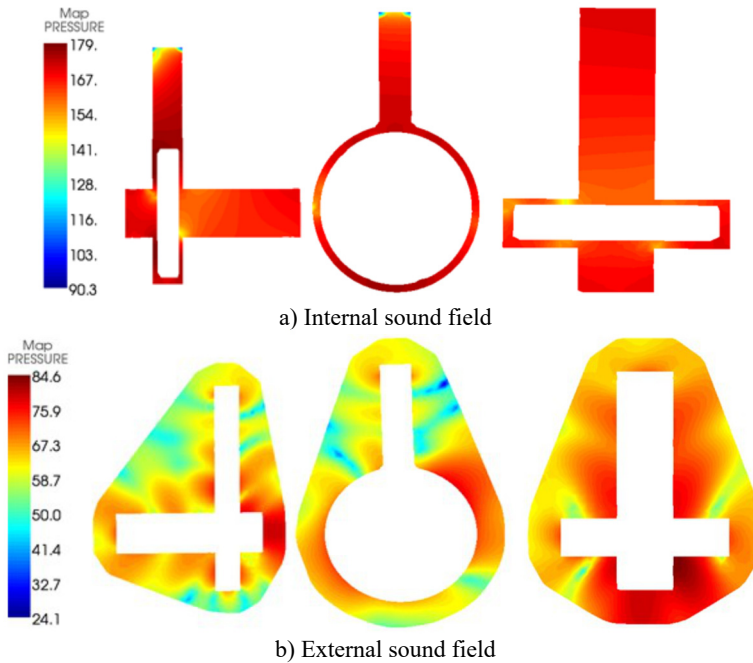 Map
PRESSURE
179.
167.
154.
141.
128.
116.
103.
90.3
a) Internal sound field
Map
PRESSURE
84.6
75.9
67.3
58.7
50.0
41.4
32.7
24.1
b) External sound field